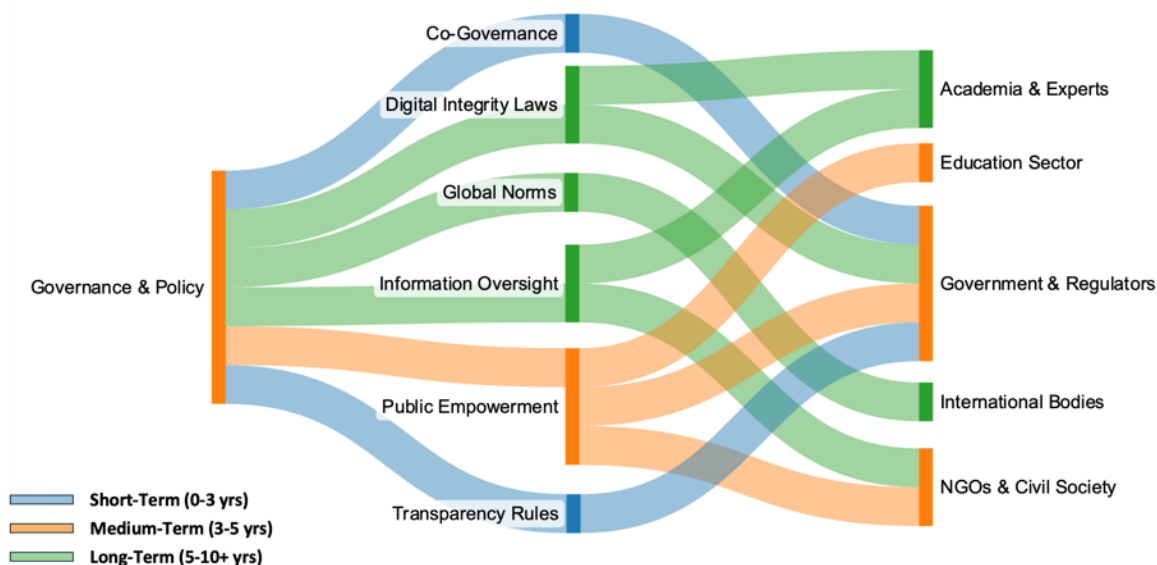 Co-Governance
Digital Integrity Laws
Global Norms
Information Oversight
Public Empowerment
Transparency Rules
Governance & Policy
Academia & Experts
Education Sector
Government & Regulators
International Bodies
NGOs & Civil Society
Short-Term (0-3 yrs)
Medium-Term (3-5 yrs)
Long-Term (5-10+ yrs)